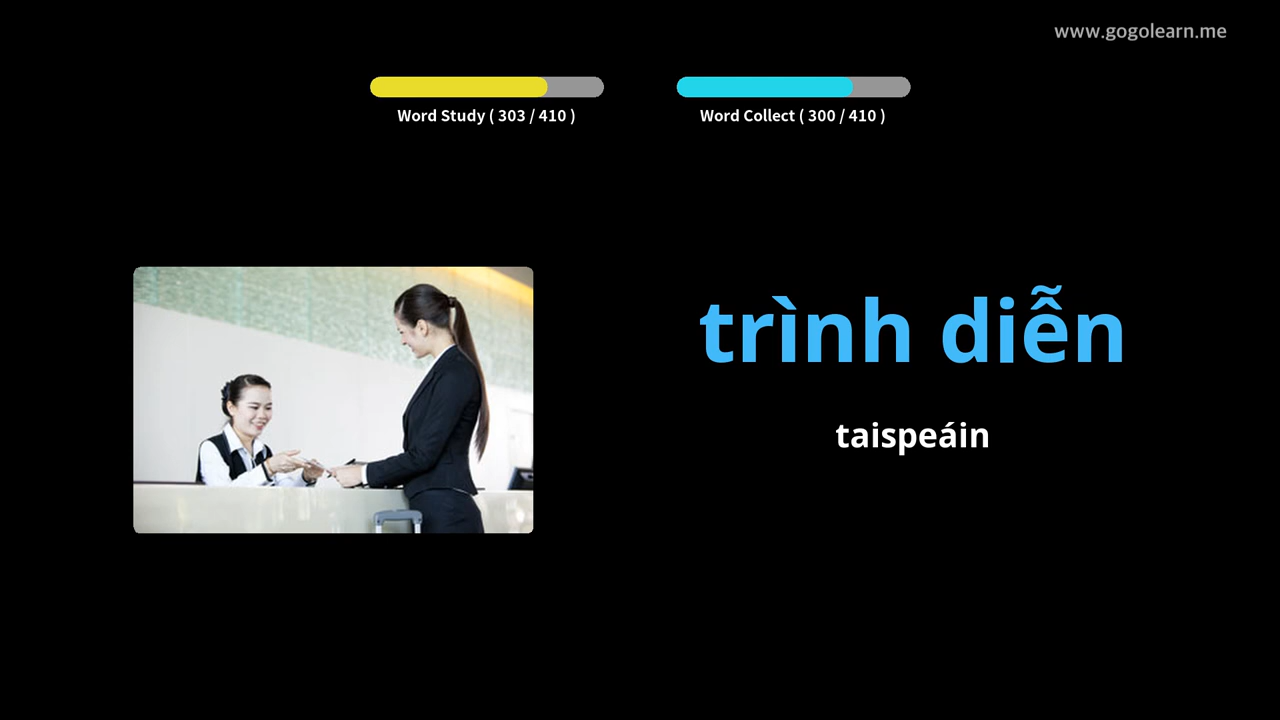 www.gogolearn.me
Word Study ( 303 / 410 )
Word Collect ( 300 / 410 )
trình diễn
taispeáin